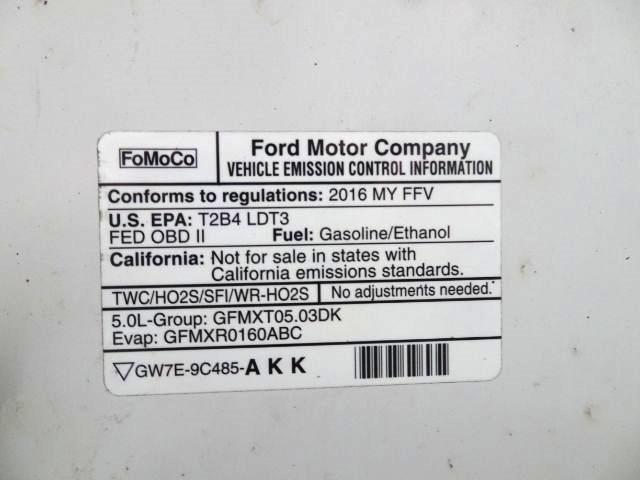 FoMoCo
Ford Motor Company
VEHICLE EMISSION CONTROL INFORMATION
Conforms to regulations: 2016 MY FFV
U.S. EPA: T2B4 LDT3
FED OBD II Fuel: Gasoline/Ethanol
California: Not for sale in states with
California emissions standards.
TWC/HO2S/SFI/WR-HO2S No adjustments needed.
5.0L-Group: GFMXT05.03DK
Evap: GFMXR0160ABC
GW7E-9C485-AKK